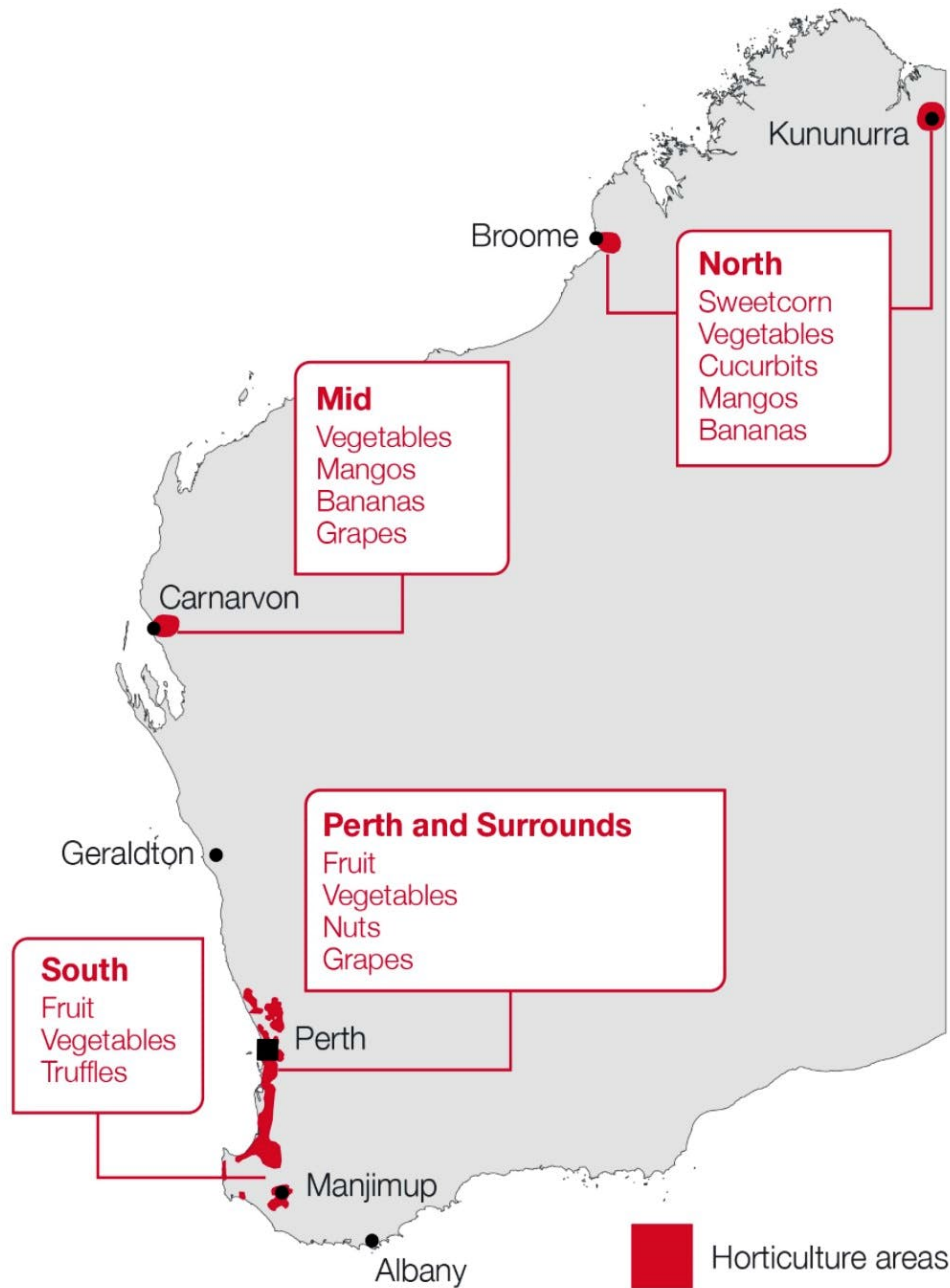 Kununurra
Broome
North
Sweetcorn
Vegetables
Cucurbits
Mangos
Bananas
Mid
Vegetables
Mangos
Bananas
Grapes
Carnarvon
Geraldton
Perth and Surrounds
Fruit
Vegetables
Nuts
Grapes
South
Fruit
Vegetables
Truffles
Perth
Manjimup
Albany
Horticulture areas